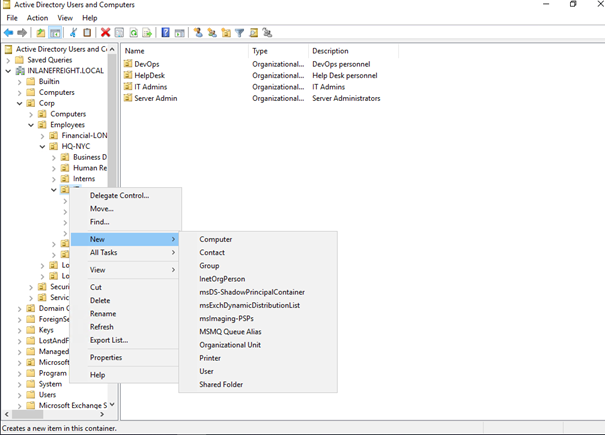 Active Directory Users and Computers
File Action View Help
Active Directory Users and C
Saved Queries
INLANEFREIGHT.LOCAL
Builtin
Computers
Corp
Computers
Employees
Financial-LON
HQ-NYC
Business D
Human Re
Interns
Lo
Lo
Securi
Servic
Domain C
ForeignSe
Keys
LostAndF
Managed
Microsoft
Program
System
Users
Microsoft Exchange S
Name Type Description
DevOps Organizational... DevOps personnel
HelpDesk Organizational... Help Desk personnel
IT Admins Organizational... IT Admins
Server Admin Organizational... Server Administrators
Delegate Control...
Move...
Find...
New
All Tasks
View
Cut
Delete
Rename
Refresh
Export List...
Properties
Help
Computer
Contact
Group
InetOrgPerson
msDS-ShadowPrincipalContainer
msExchDynamicDistributionList
msImaging-PSPs
MSMQ Queue Alias
Organizational Unit
Printer
User
Shared Folder
Creates a new item in this container.